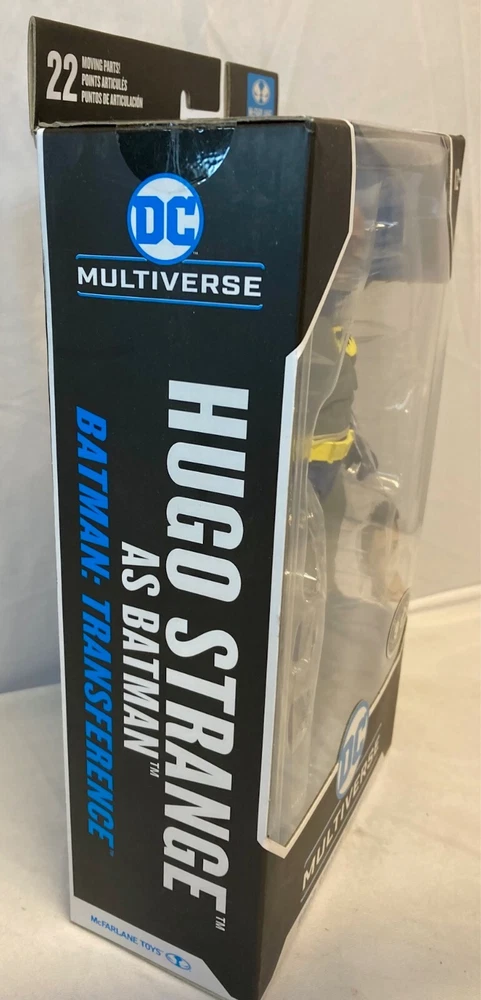 22
MOVING PARTS!
POINTS ARTICULÉS
PUNTOS DE ARTICULACIÓN
DC
MULTIVERSE
HUGO STRANGE™
AS BATMAN™
BATMAN: TRANSFERENCE™
McFARLANE TOYS
DC
MULTIVERSE